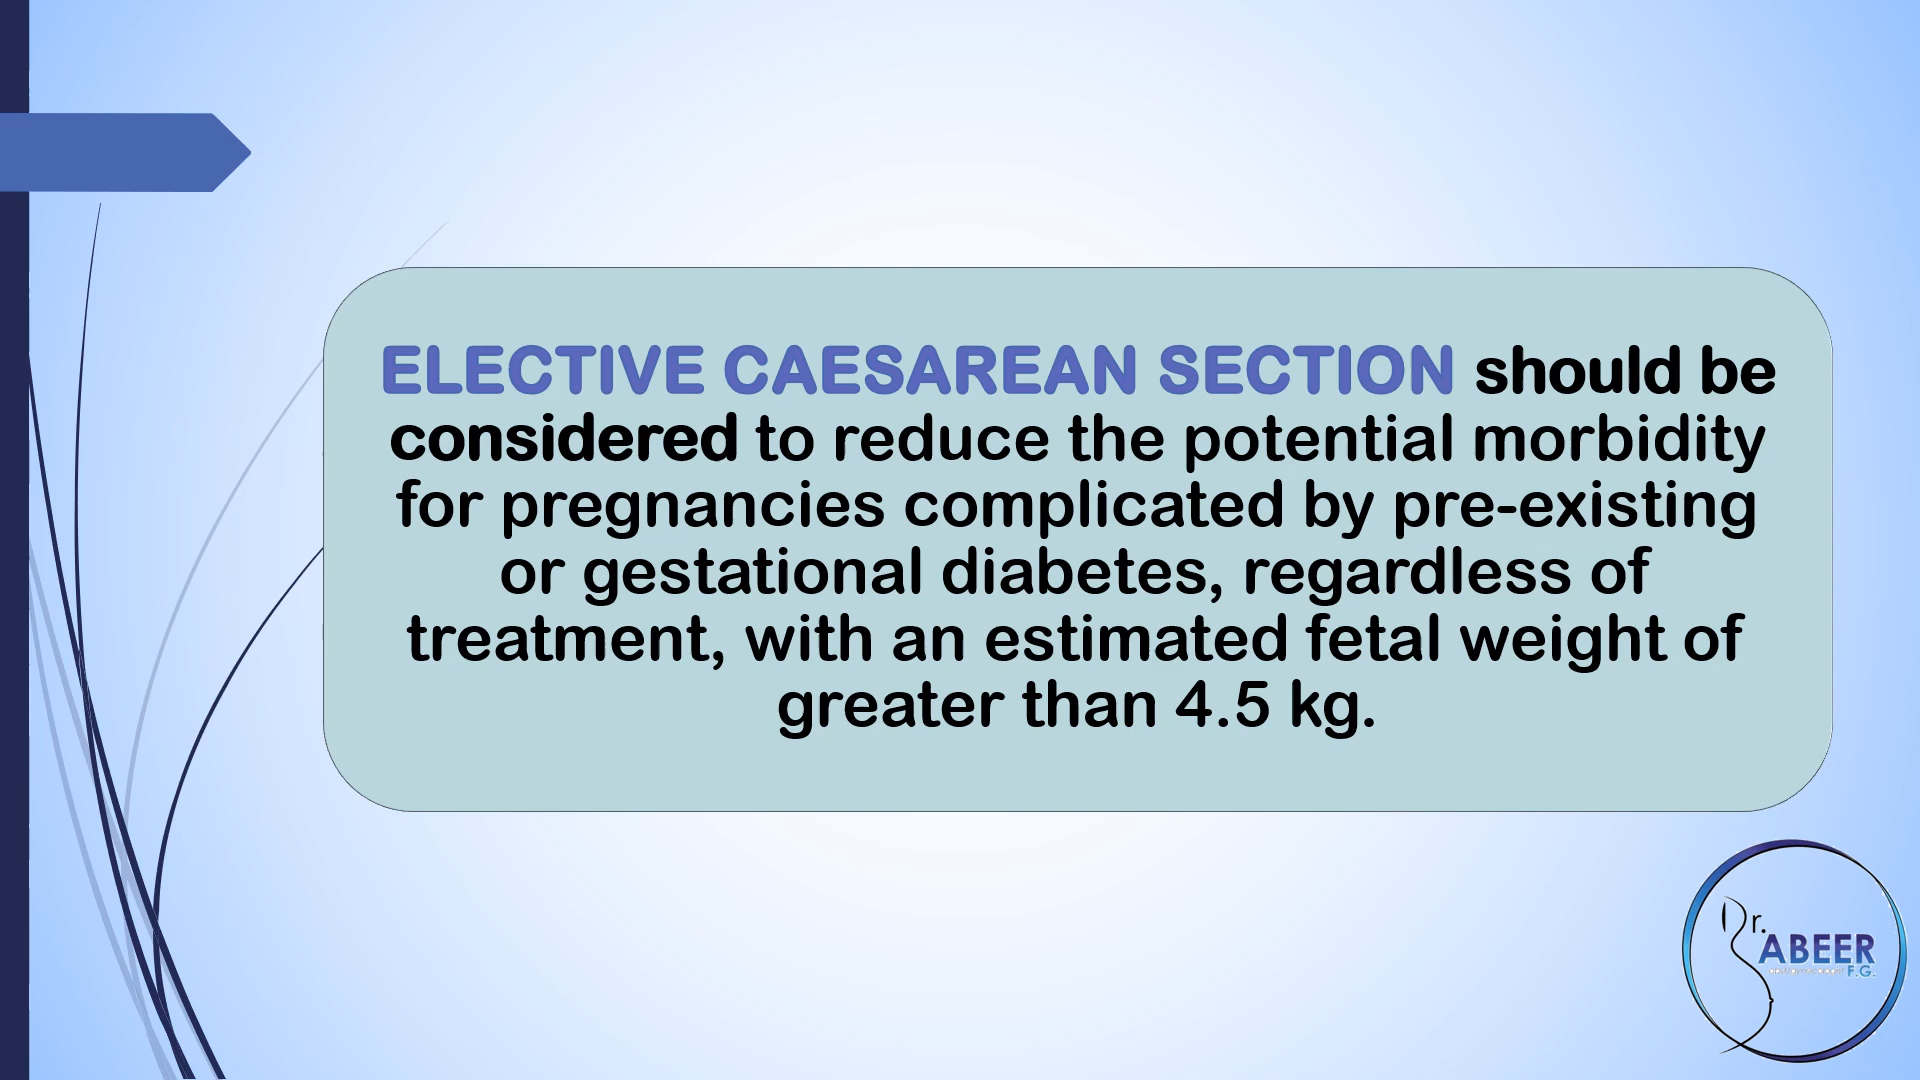 ELECTIVE CAESAREAN SECTION should be
considered to reduce the potential morbidity
for pregnancies complicated by pre-existing
or gestational diabetes, regardless of
treatment, with an estimated fetal weight of
greater than 4.5 kg.
Dr.
ABEER
F.G.